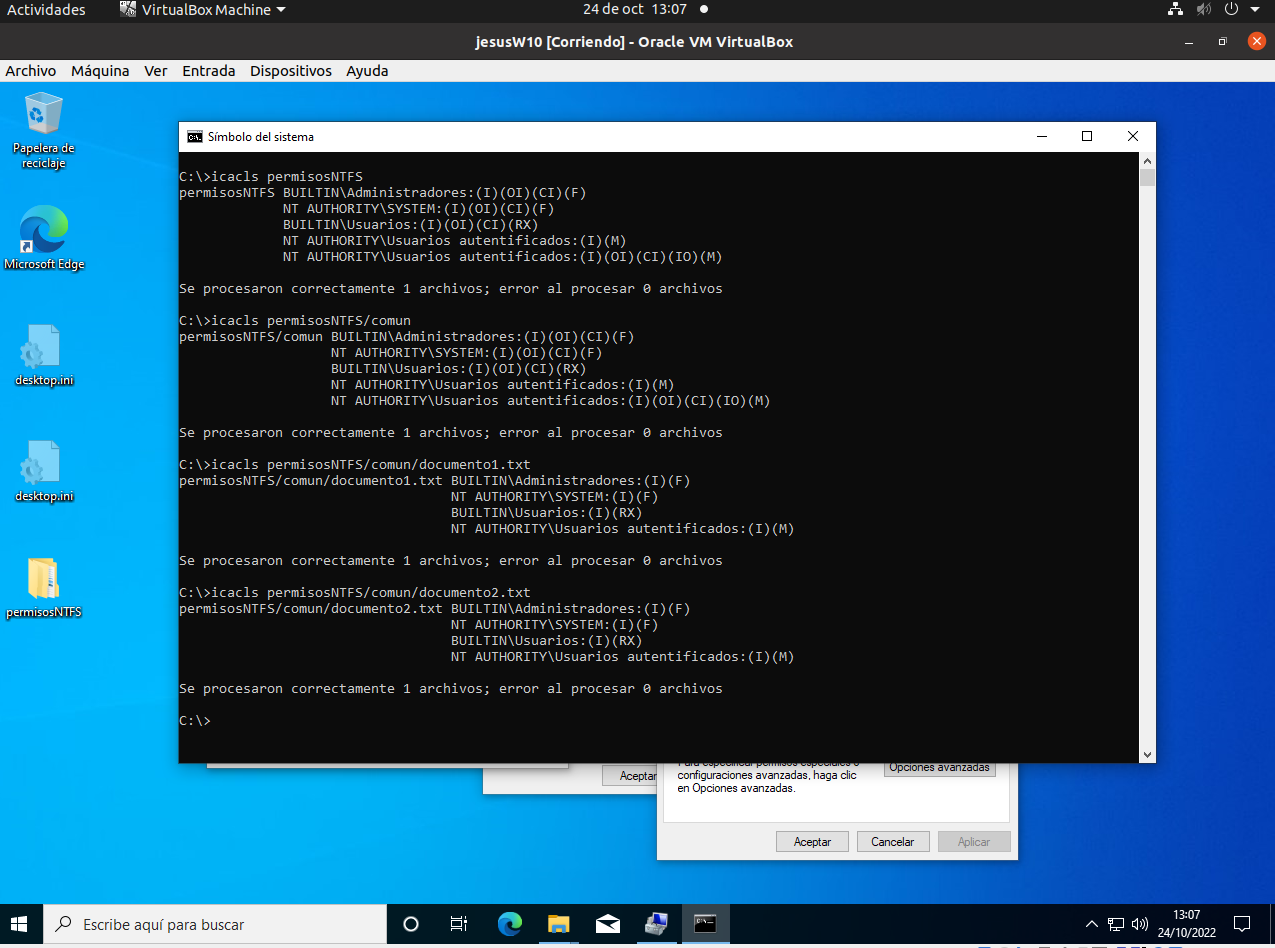 Actividades
VirtualBox Machine
24 de oct 13:07
jesusW10 [Corriendo] - Oracle VM VirtualBox
Archivo Máquina Ver Entrada Dispositivos Ayuda
Papelera de
reciclaje
Microsoft Edge
desktop.ini
desktop.ini
permisosNTFS
Símbolo del sistema
C:\>icacls permisosNTFS
permisosNTFS BUILTIN\Administradores:(I)(OI)(CI)(F)
NT AUTHORITY\SYSTEM:(I)(OI)(CI)(F)
BUILTIN\Usuarios:(I)(OI)(CI)(RX)
NT AUTHORITY\Usuarios autentificados:(I)(M)
NT AUTHORITY\Usuarios autentificados:(I)(OI)(CI)(IO)(M)
Se procesaron correctamente 1 archivos; error al procesar 0 archivos
C:\>icacls permisosNTFS/comun
permisosNTFS/comun BUILTIN\Administradores:(I)(OI)(CI)(F)
NT AUTHORITY\SYSTEM:(I)(OI)(CI)(F)
BUILTIN\Usuarios:(I)(OI)(CI)(RX)
NT AUTHORITY\Usuarios autentificados:(I)(M)
NT AUTHORITY\Usuarios autentificados:(I)(OI)(CI)(IO)(M)
Se procesaron correctamente 1 archivos; error al procesar 0 archivos
C:\>icacls permisosNTFS/comun/documento1.txt
permisosNTFS/comun/documento1.txt BUILTIN\Administradores:(I)(F)
NT AUTHORITY\SYSTEM:(I)(F)
BUILTIN\Usuarios:(I)(RX)
NT AUTHORITY\Usuarios autentificados:(I)(M)
Se procesaron correctamente 1 archivos; error al procesar 0 archivos
C:\>icacls permisosNTFS/comun/documento2.txt
permisosNTFS/comun/documento2.txt BUILTIN\Administradores:(I)(F)
NT AUTHORITY\SYSTEM:(I)(F)
BUILTIN\Usuarios:(I)(RX)
NT AUTHORITY\Usuarios autentificados:(I)(M)
Se procesaron correctamente 1 archivos; error al procesar 0 archivos
C:\>
Aceptar
Para especificar permisos especiales o
configuraciones avanzadas, haga clic
en Opciones avanzadas.
Opciones avanzadas
Aceptar Cancelar Aplicar
Escribe aquí para buscar
13:07
24/10/2022